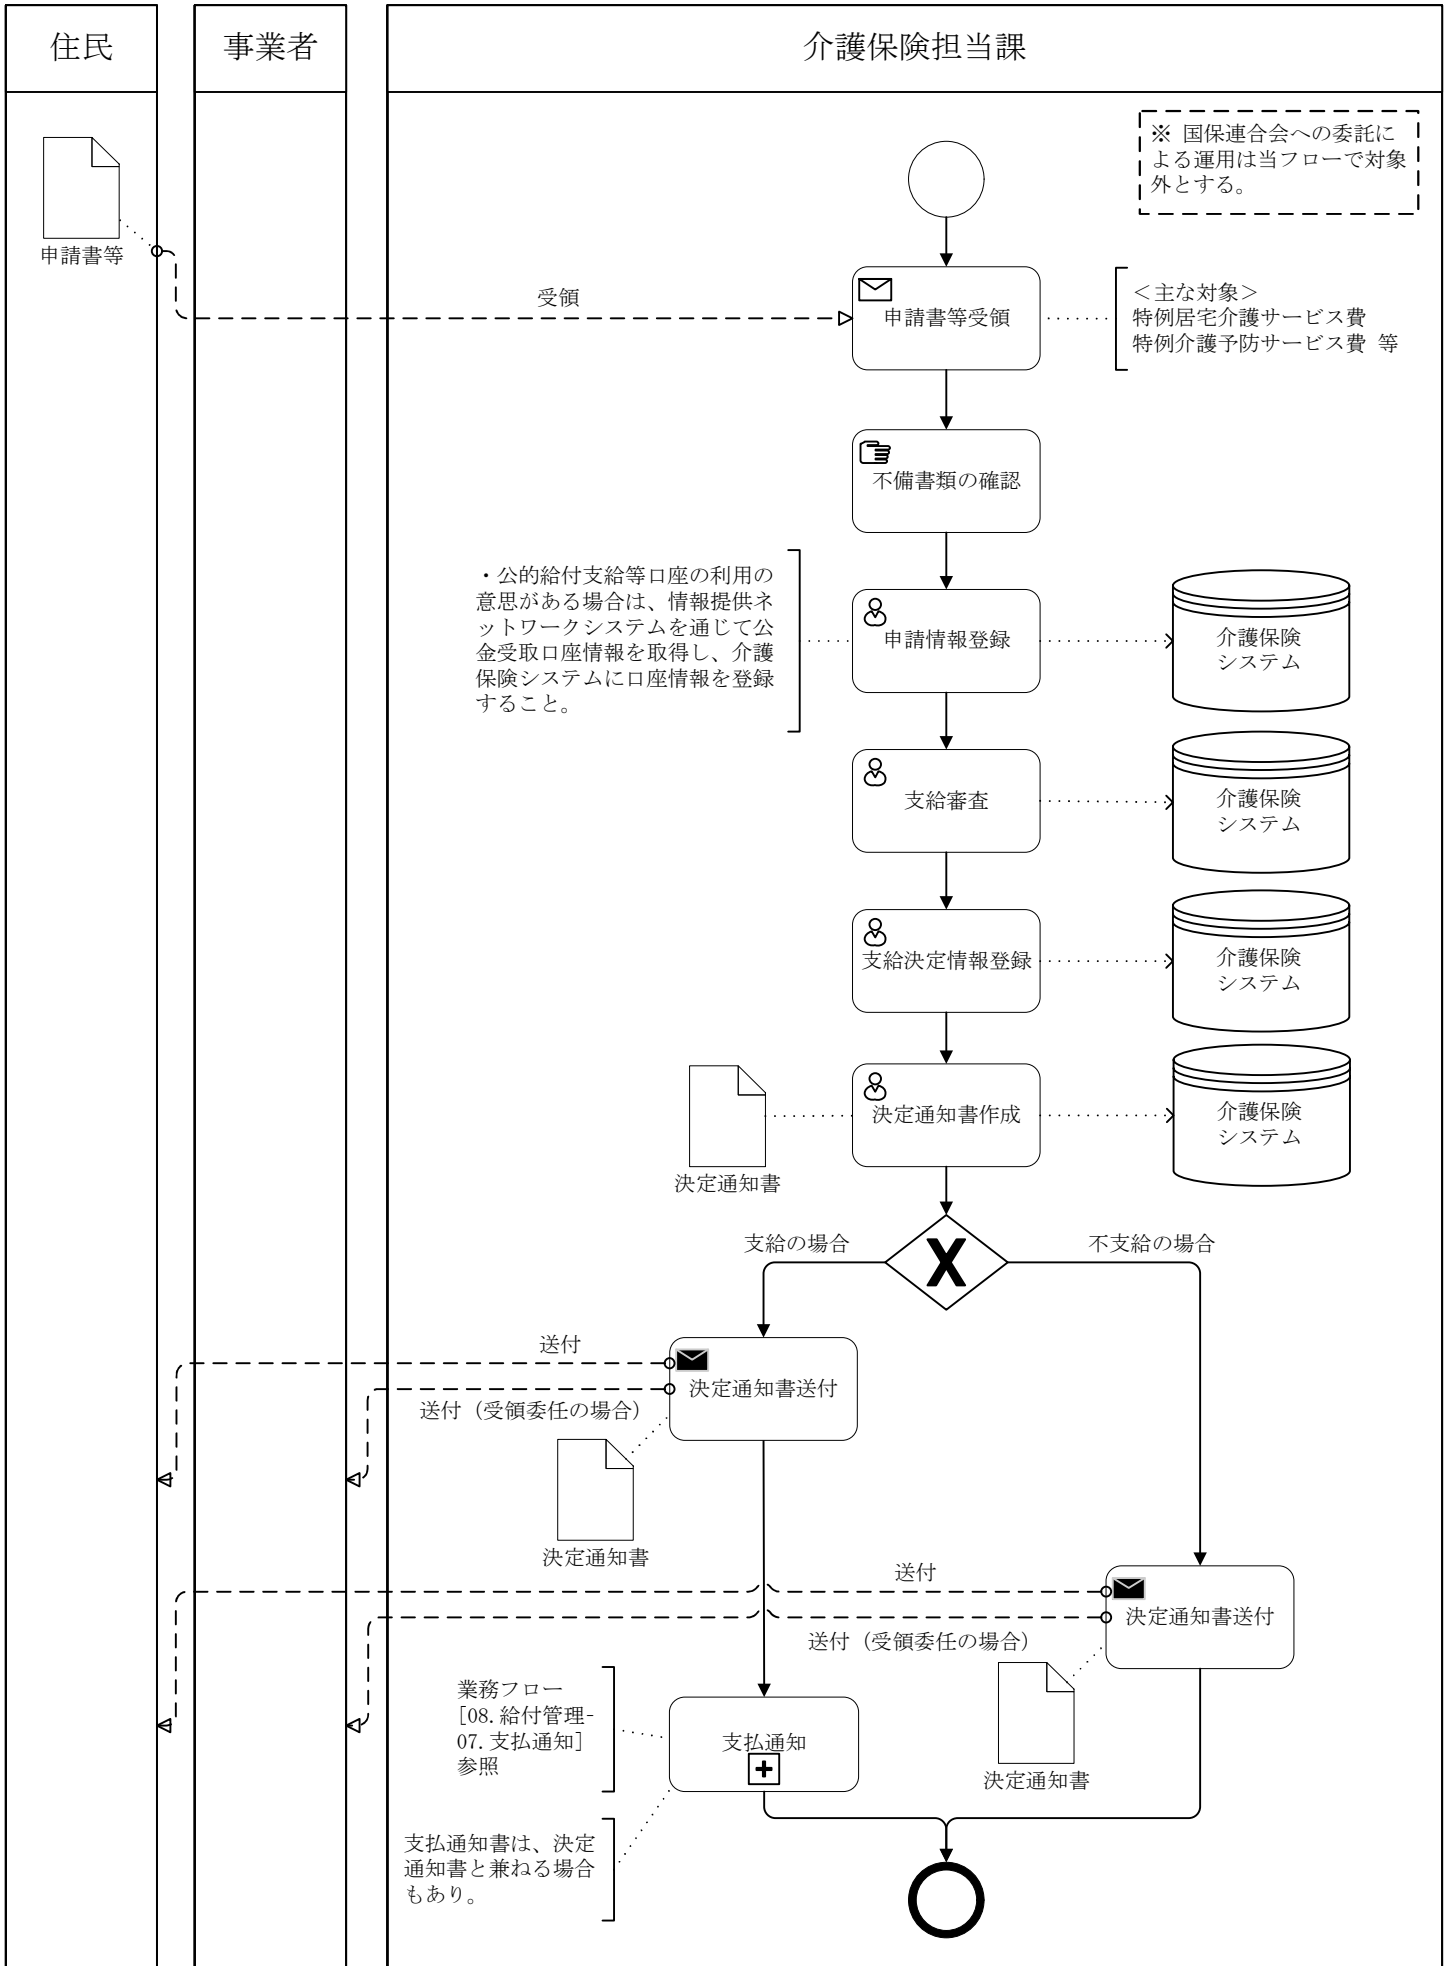 住民
事業者
介護保険担当課
※ 国保連合会への委託に
よる運用は当フローで対象
外とする。
申請書等
受領
申請書等受領
＜主な対象＞
特例居宅介護サービス費
特例介護予防サービス費 等
不備書類の確認
・公的給付支給等口座の利用の
意思がある場合は、情報提供ネ
ットワークシステムを通じて公
金受取口座情報を取得し、介護
保険システムに口座情報を登録
すること。
申請情報登録
介護保険
システム
支給審査
介護保険
システム
支給決定情報登録
介護保険
システム
決定通知書
決定通知書作成
介護保険
システム
支給の場合
X
不支給の場合
送付
決定通知書送付
送付（受領委任の場合）
決定通知書
送付
決定通知書送付
送付（受領委任の場合）
決定通知書
業務フロー
[08.給付管理-
07.支払通知]
参照
支払通知
支払通知書は、決定
通知書と兼ねる場合
もあり。